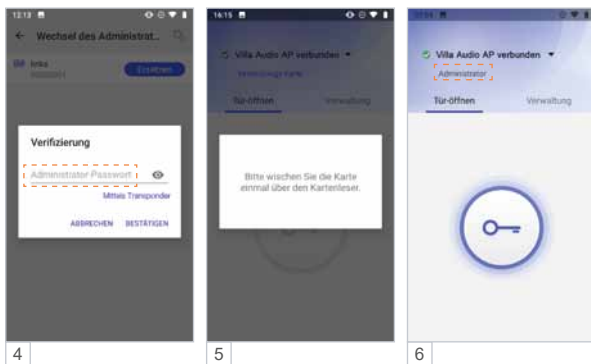 12:13
Wechsel des Administrat...
Ersetzen
Verifizierung
Administrator Passwort
Mittels Transponder
ABBRECHEN BESTÄTIGEN
4
16:15
Villa Audio AP verbunden
Tür-öffnen Verwaltung
Bitte wischen Sie die Karte
einmal über den Kartenleser.
5
Villa Audio AP verbunden
Administrator
Tür-öffnen Verwaltung
6